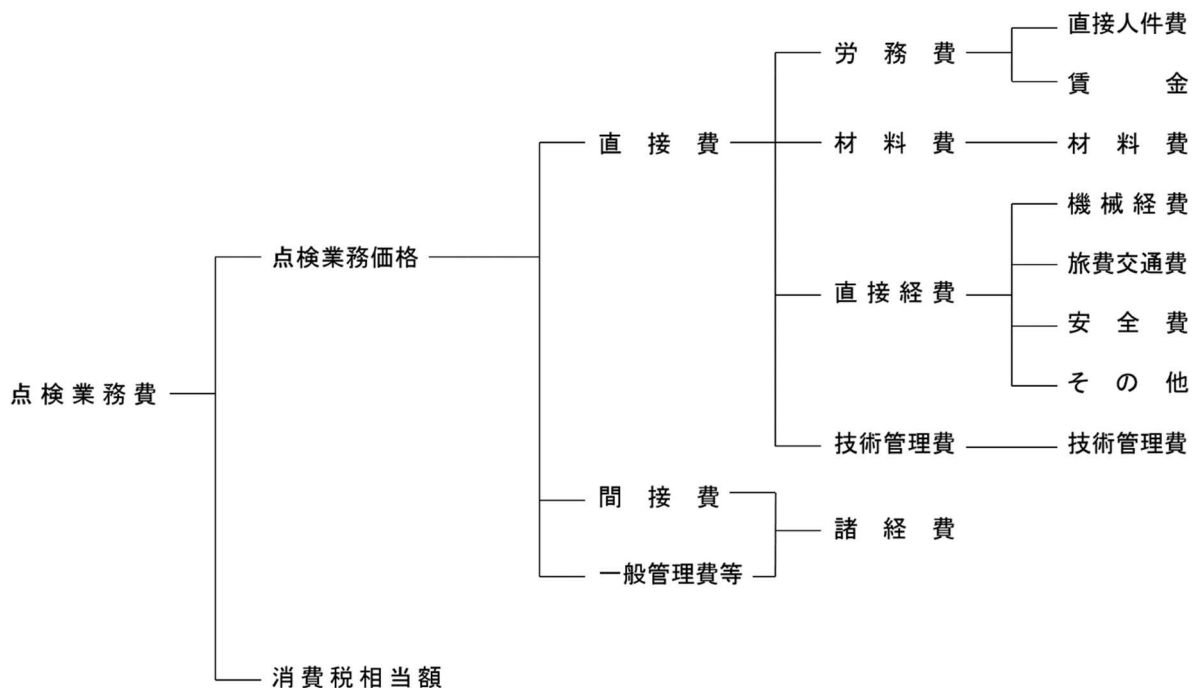 直接人件費
労務費
賃金
直接費
材料費
材料費
機械経費
点検業務価格
旅費交通費
直接経費
安全費
点検業務費
その他
技術管理費
技術管理費
間接費
諸経費
一般管理費等
消費税相当額